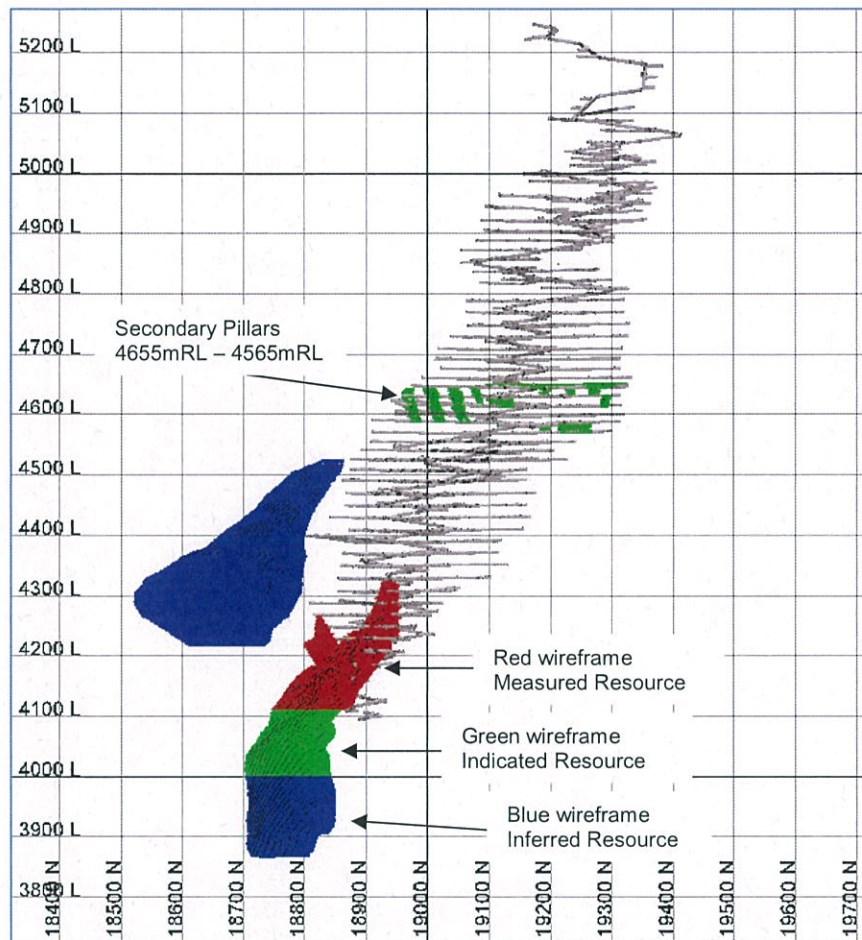 5200 L
5100 L
5000 L
4900 L
4800 L
Secondary Pillars
4655mRL – 4565mRL
4700 L
4600 L
4500 L
4400 L
4300 L
4200 L
Red wireframe
Measured Resource
4100 L
Green wireframe
Indicated Resource
4000 L
Blue wireframe
Inferred Resource
3900 L
3800 L
18400 N
18500 N
18600 N
18700 N
18800 N
18900 N
19000 N
19100 N
19200 N
19300 N
19400 N
19500 N
19600 N
19700 N